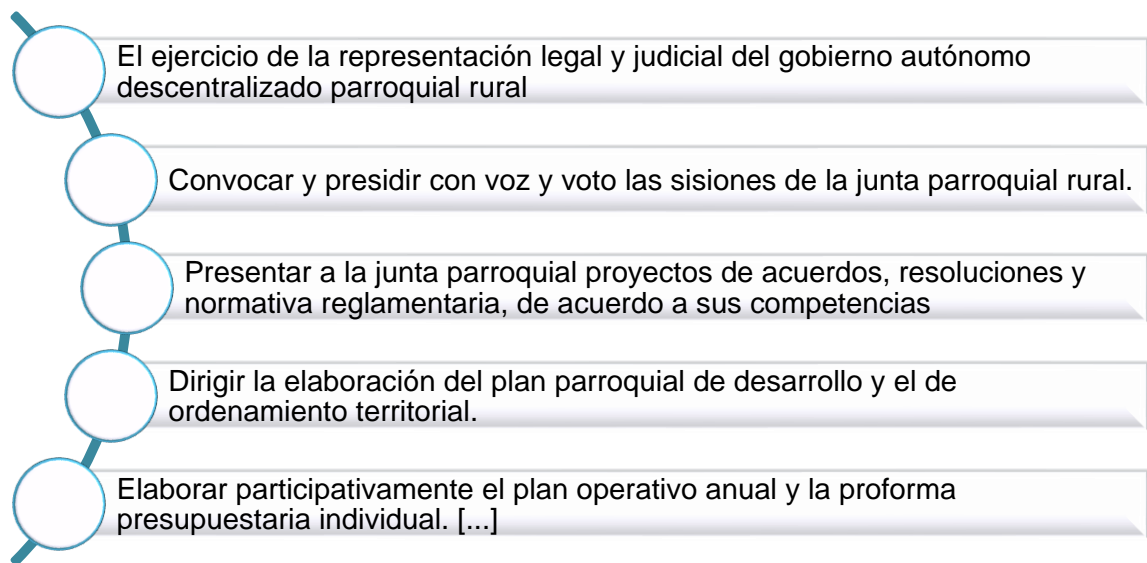 El ejercicio de la representación legal y judicial del gobierno autónomo
descentralizado parroquial rural
Convocar y presidir con voz y voto las sisiones de la junta parroquial rural.
Presentar a la junta parroquial proyectos de acuerdos, resoluciones y
normativa reglamentaria, de acuerdo a sus competencias
Dirigir la elaboración del plan parroquial de desarrollo y el de
ordenamiento territorial.
Elaborar participativamente el plan operativo anual y la proforma
presupuestaria individual. [...]